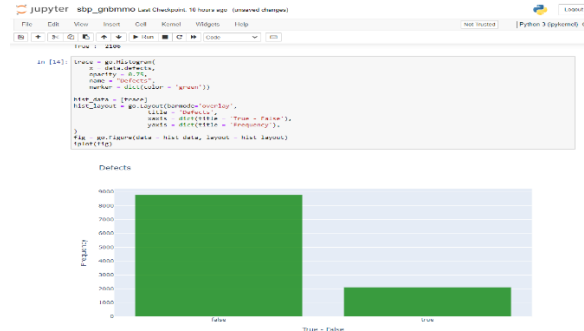 jupyter sbp_gnbmmo Last Checkpoint: 16 hours ago (unsaved changes)
Logout
File Edit View Insert Cell Kernel Widgets Help
Not Trusted Python 3 (ipykernel)
Run Code
True : 2106
In [14]: trace = go.Histogram(
x = data.defects,
opacity = 0.75,
name = "Defects",
marker = dict(color = 'green'))
hist_data = [trace]
hist_layout = go.Layout(barmode='overlay',
title = 'Defects',
xaxis = dict(title = 'True - False'),
yaxis = dict(title = 'Frequency'),
)
fig = go.Figure(data = hist_data, layout = hist_layout)
iplot(fig)
Defects
9000
8000
7000
6000
5000
4000
3000
2000
1000
0
Frequency
false true
True - False